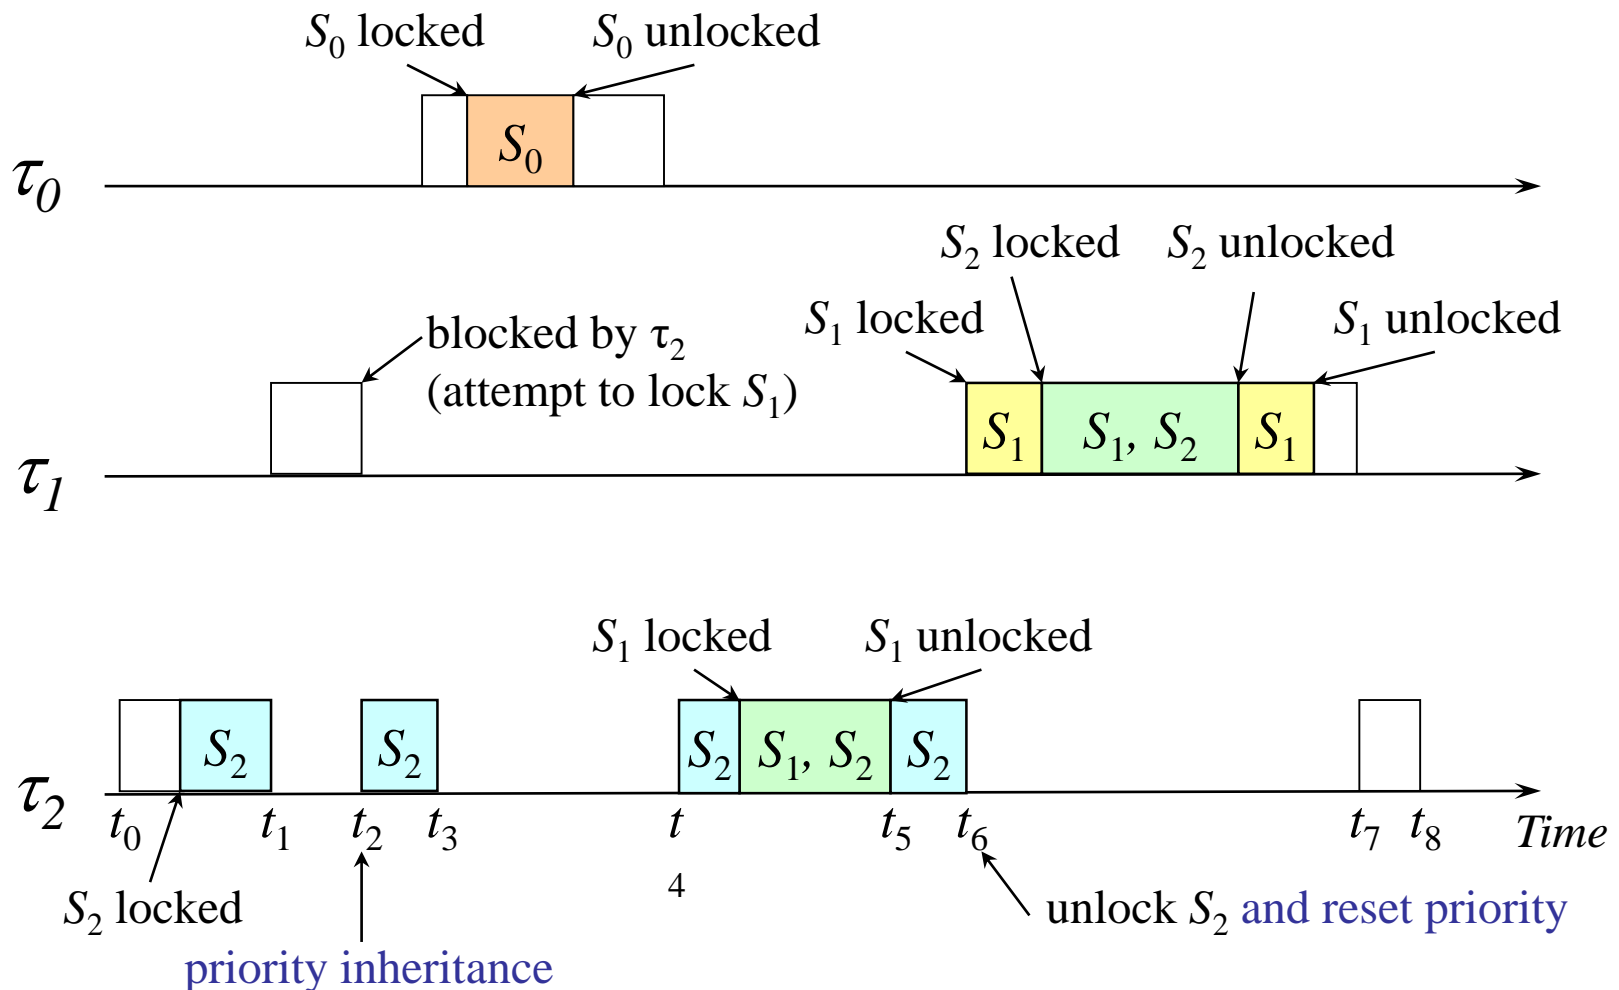 S₀ locked S₀ unlocked
S₀
τ₀
S₂ locked S₂ unlocked
S₁ locked S₁ unlocked
blocked by τ₂
(attempt to lock S₁)
S₁ S₁, S₂ S₁
τ₁
S₁ locked S₁ unlocked
S₂ S₂ S₂ S₁, S₂ S₂
τ₂
t₀ t₁ t₂ t₃ t t₅ t₆ t₇ t₈ Time
4
S₂ locked unlock S₂ and reset priority
priority inheritance